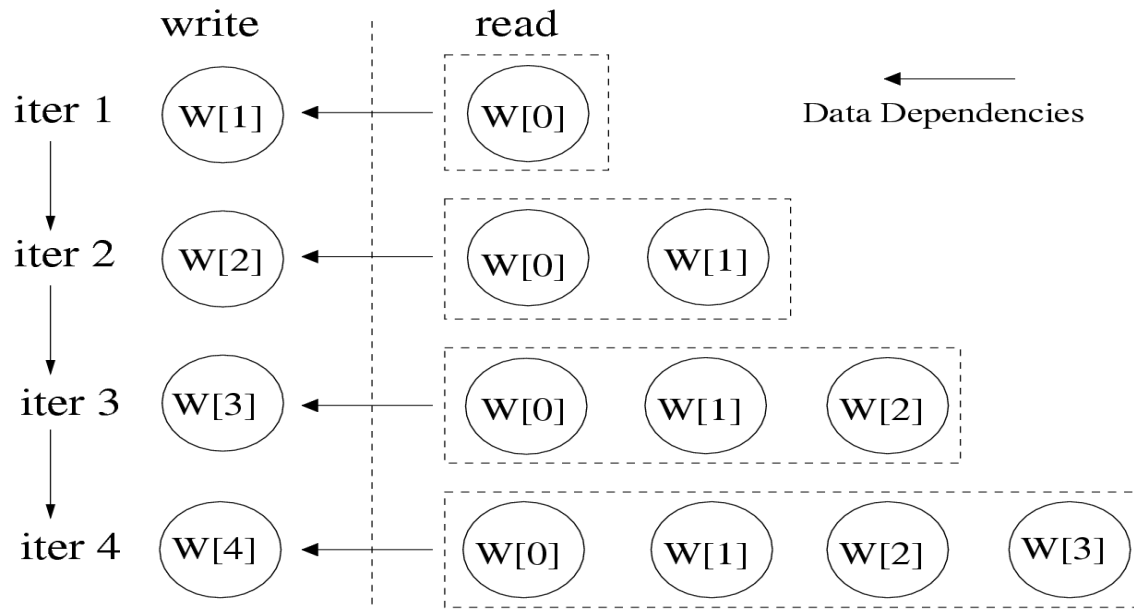 write read
iter 1 W[1] W[0]
Data Dependencies
iter 2 W[2] W[0] W[1]
iter 3 W[3] W[0] W[1] W[2]
iter 4 W[4] W[0] W[1] W[2] W[3]